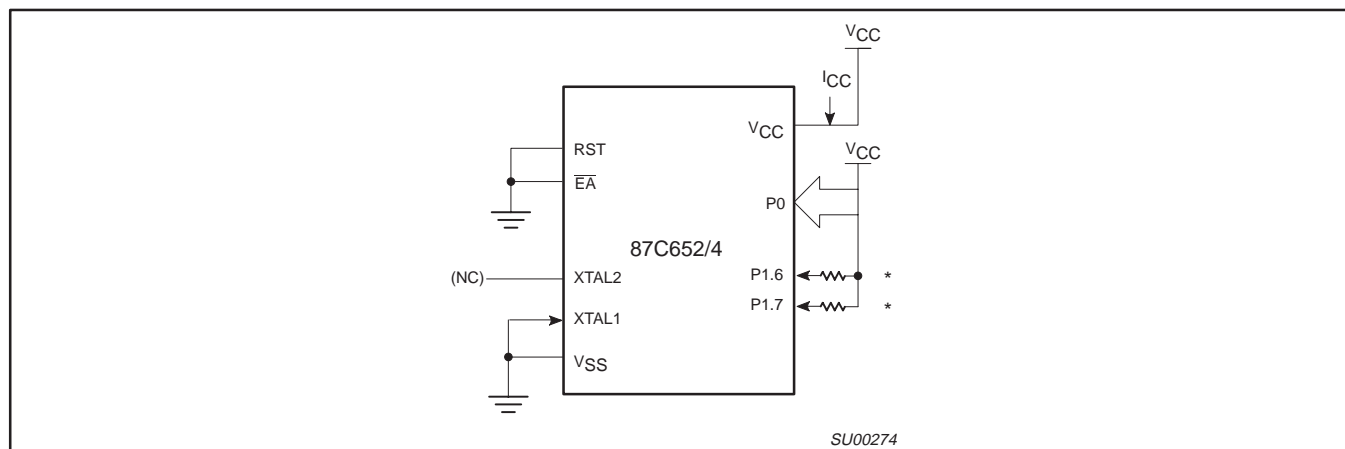 VCC
ICC
VCC
RST
VCC
EA
P0
87C652/4
(NC)
XTAL2
P1.6
*
P1.7
*
XTAL1
VSS
SU00274